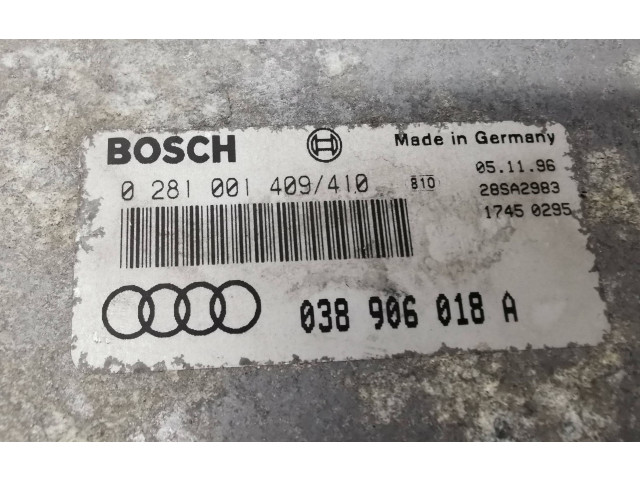 BOSCH
Made in Germany
05.11.96
0 281 001 409/410
810
28SA2983
1745 0295
038 906 018 A